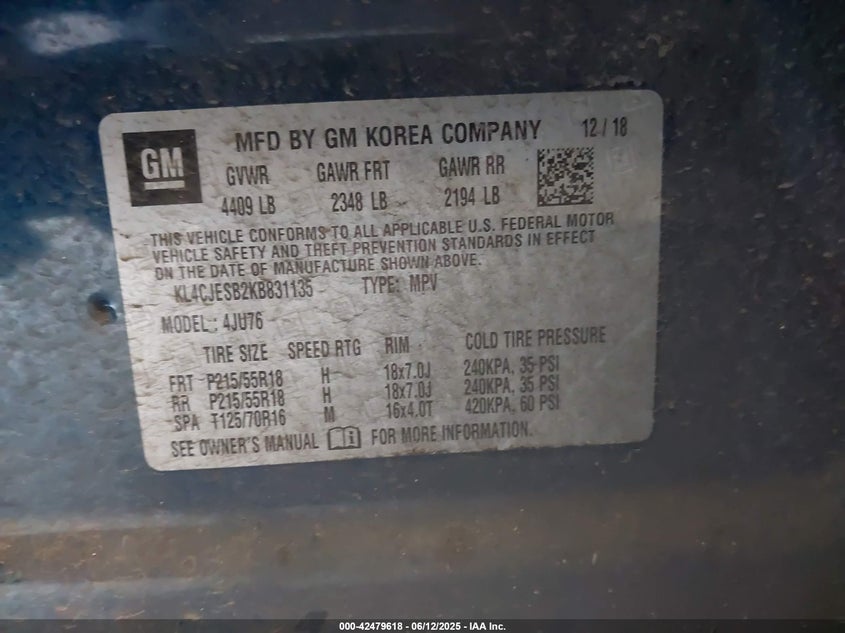 GM
MFD BY GM KOREA COMPANY 12 / 18
GVWR GAWR FRT GAWR RR
4409 LB 2348 LB 2194 LB
THIS VEHICLE CONFORMS TO ALL APPLICABLE U.S. FEDERAL MOTOR
VEHICLE SAFETY AND THEFT PREVENTION STANDARDS IN EFFECT
ON THE DATE OF MANUFACTURE SHOWN ABOVE.
KL4CJESB2KB831135 TYPE: MPV
MODEL : 4JU76
TIRE SIZE SPEED RTG RIM COLD TIRE PRESSURE
FRT P215/55R18 H 18x7.0J 240KPA, 35 PSI
RR P215/55R18 H 18x7.0J 240KPA, 35 PSI
SPA T125/70R16 M 16x4.0T 420KPA, 60 PSI
SEE OWNER'S MANUAL FOR MORE INFORMATION.
000-42479618 - 06/12/2025 - IAA Inc.